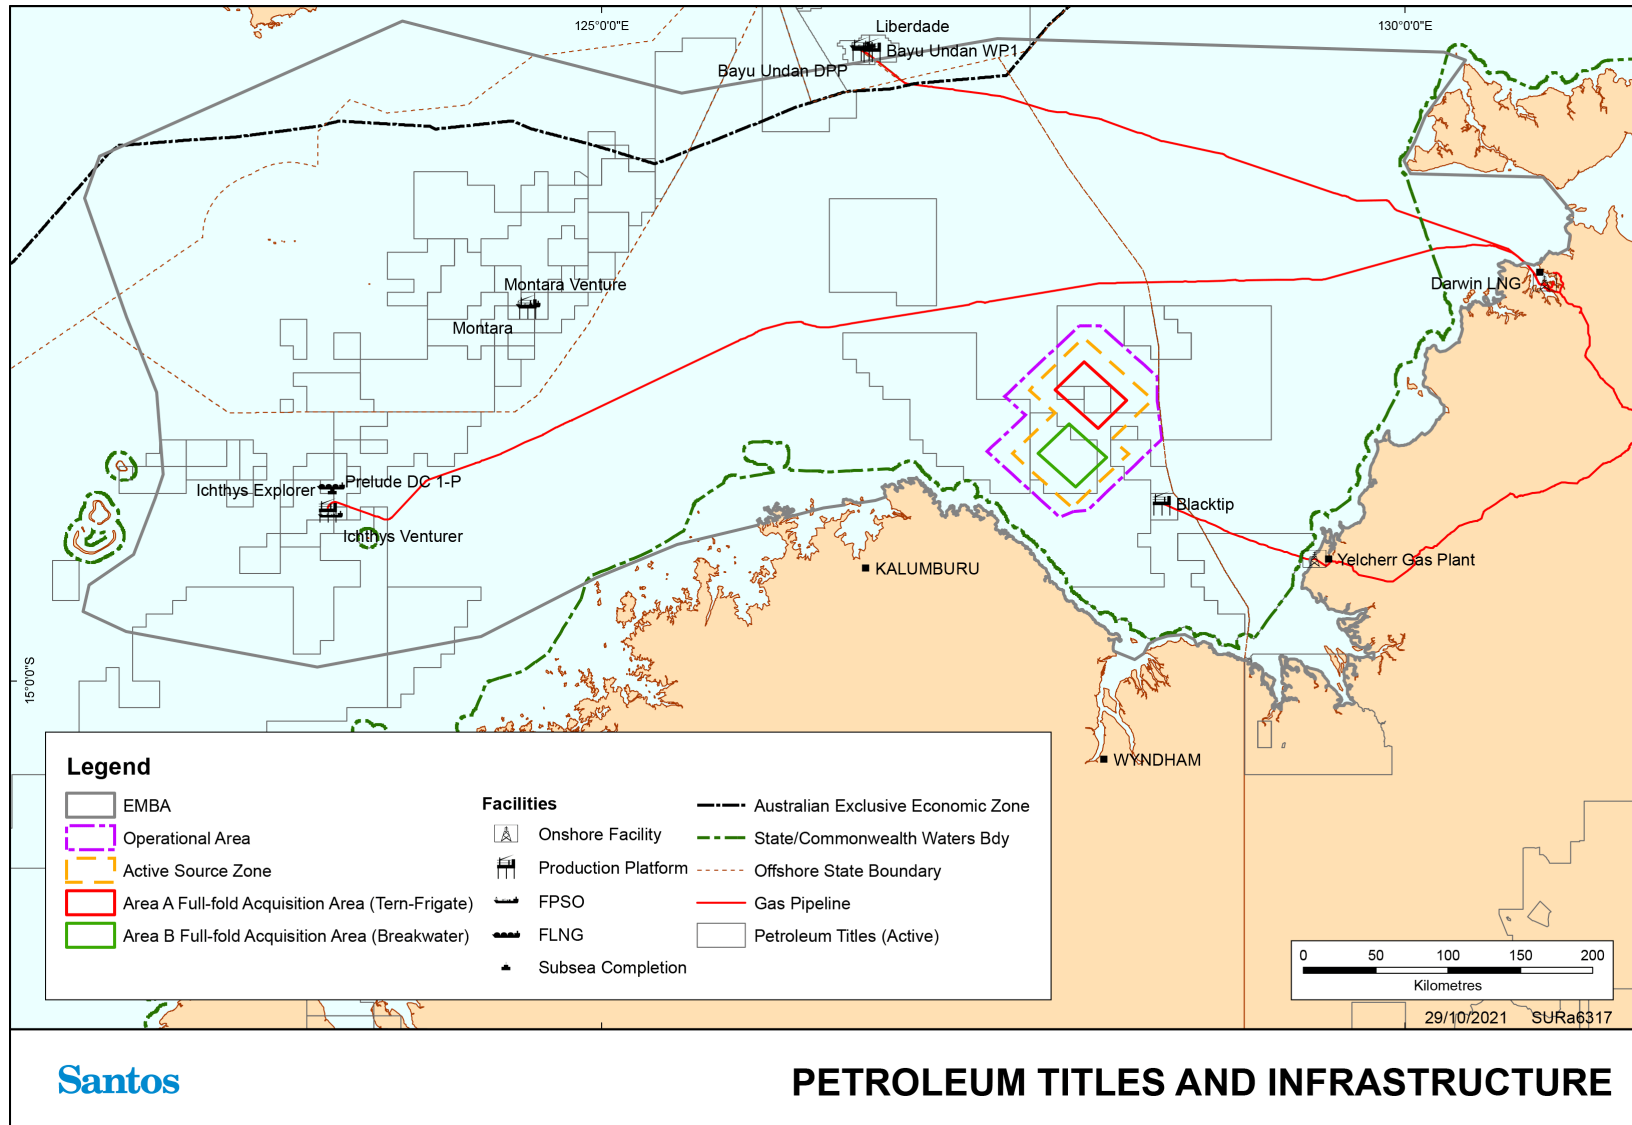 125°0'0"E
130°0'0"E
Liberdade
Bayu Undan WP1
Bayu Undan DPP
Montara Venture
Montara
Darwin LNG
Prelude DC 1-P
Ichthys Explorer
Ichthys Venturer
Blacktip
Yelcherr Gas Plant
KALUMBURU
15°0'0"S
WYNDHAM
Legend
EMBA
Operational Area
Active Source Zone
Area A Full-fold Acquisition Area (Tern-Frigate)
Area B Full-fold Acquisition Area (Breakwater)
Facilities
Onshore Facility
Production Platform
FPSO
FLNG
Subsea Completion
Australian Exclusive Economic Zone
State/Commonwealth Waters Bdy
Offshore State Boundary
Gas Pipeline
Petroleum Titles (Active)
0 50 100 150 200
Kilometres
29/10/2021 SURa6317
Santos
PETROLEUM TITLES AND INFRASTRUCTURE